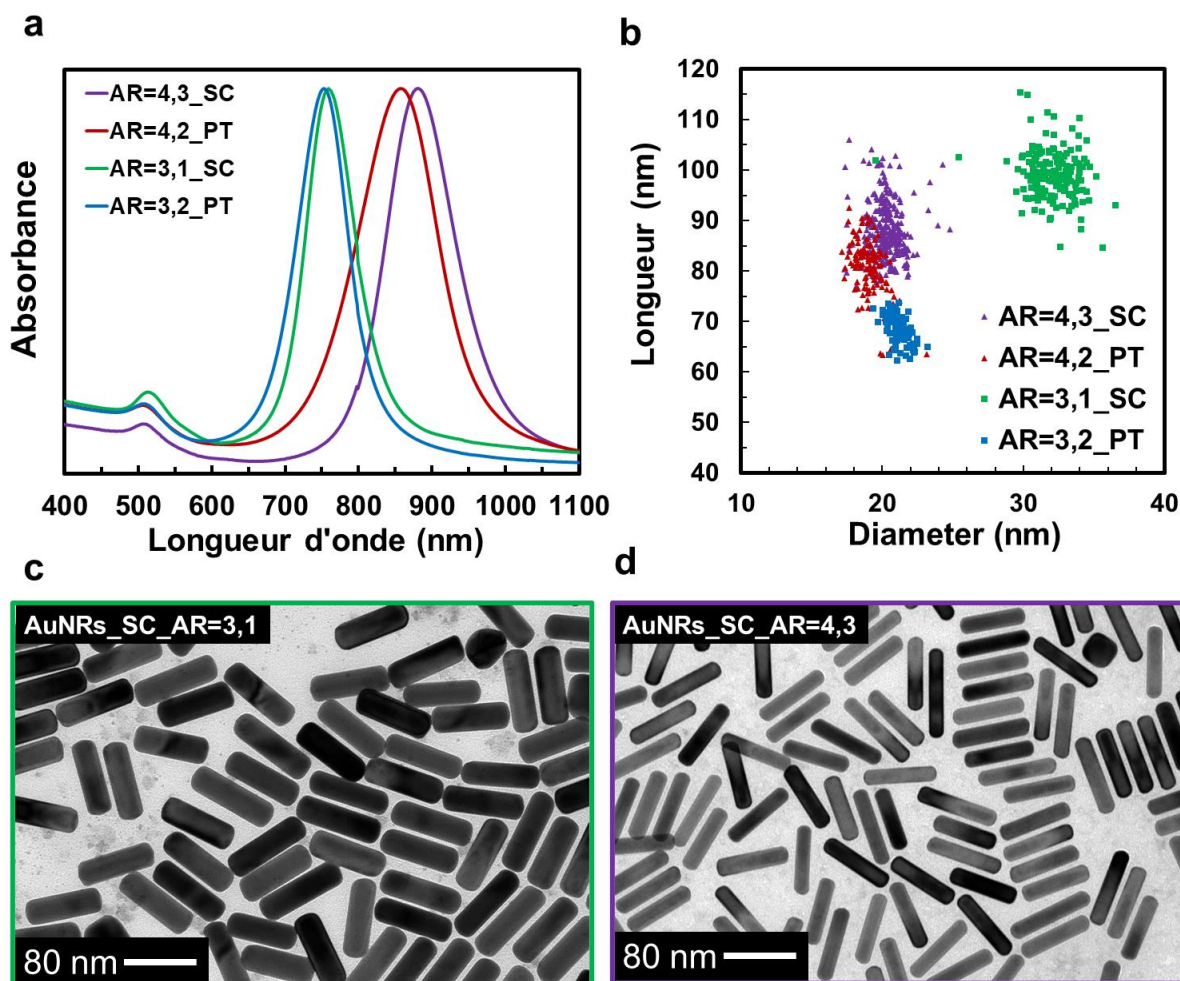 a
Absorbance
AR=4,3_SC
AR=4,2_PT
AR=3,1_SC
AR=3,2_PT
400 500 600 700 800 900 1000 1100
Longueur d'onde (nm)
b
Longueur (nm)
120
110
100
90
80
70
60
50
40
AR=4,3_SC
AR=4,2_PT
AR=3,1_SC
AR=3,2_PT
10 20 30 40
Diameter (nm)
c
AuNRs_SC_AR=3,1
80 nm
d
AuNRs_SC_AR=4,3
80 nm